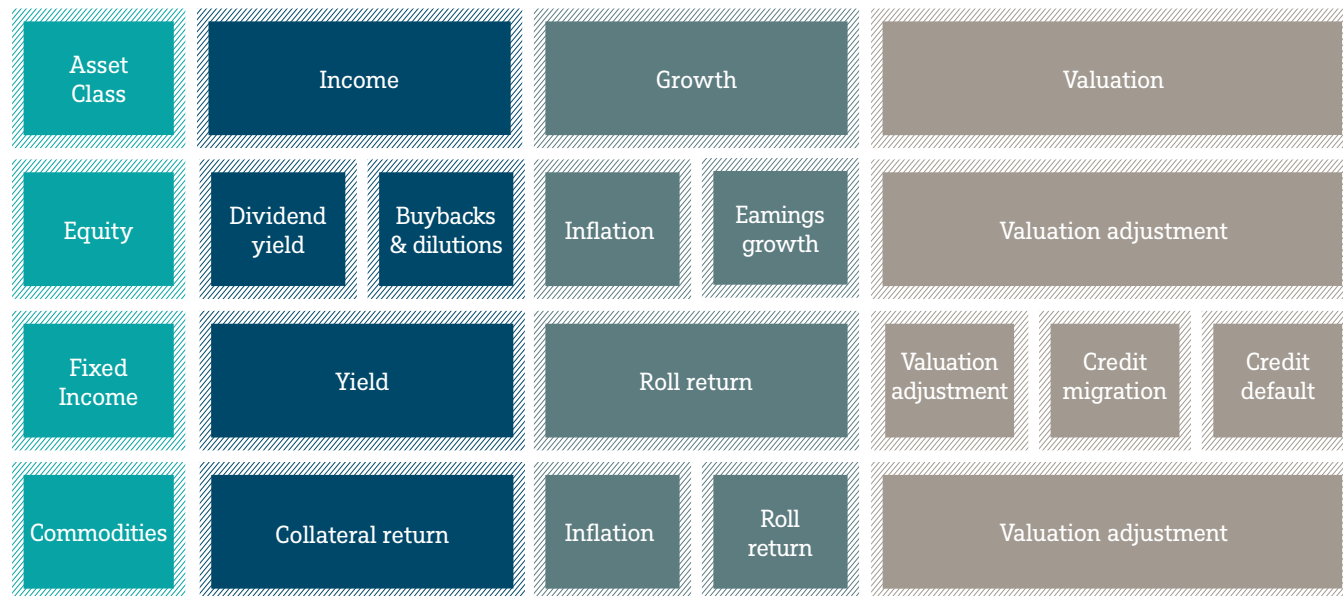 Asset
Class
Income
Growth
Valuation
Equity
Dividend
yield
Buybacks
& dilutions
Inflation
Eamings
growth
Valuation adjustment
Fixed
Income
Yield
Roll return
Valuation
adjustment
Credit
migration
Credit
default
Commodities
Collateral return
Inflation
Roll
return
Valuation adjustment